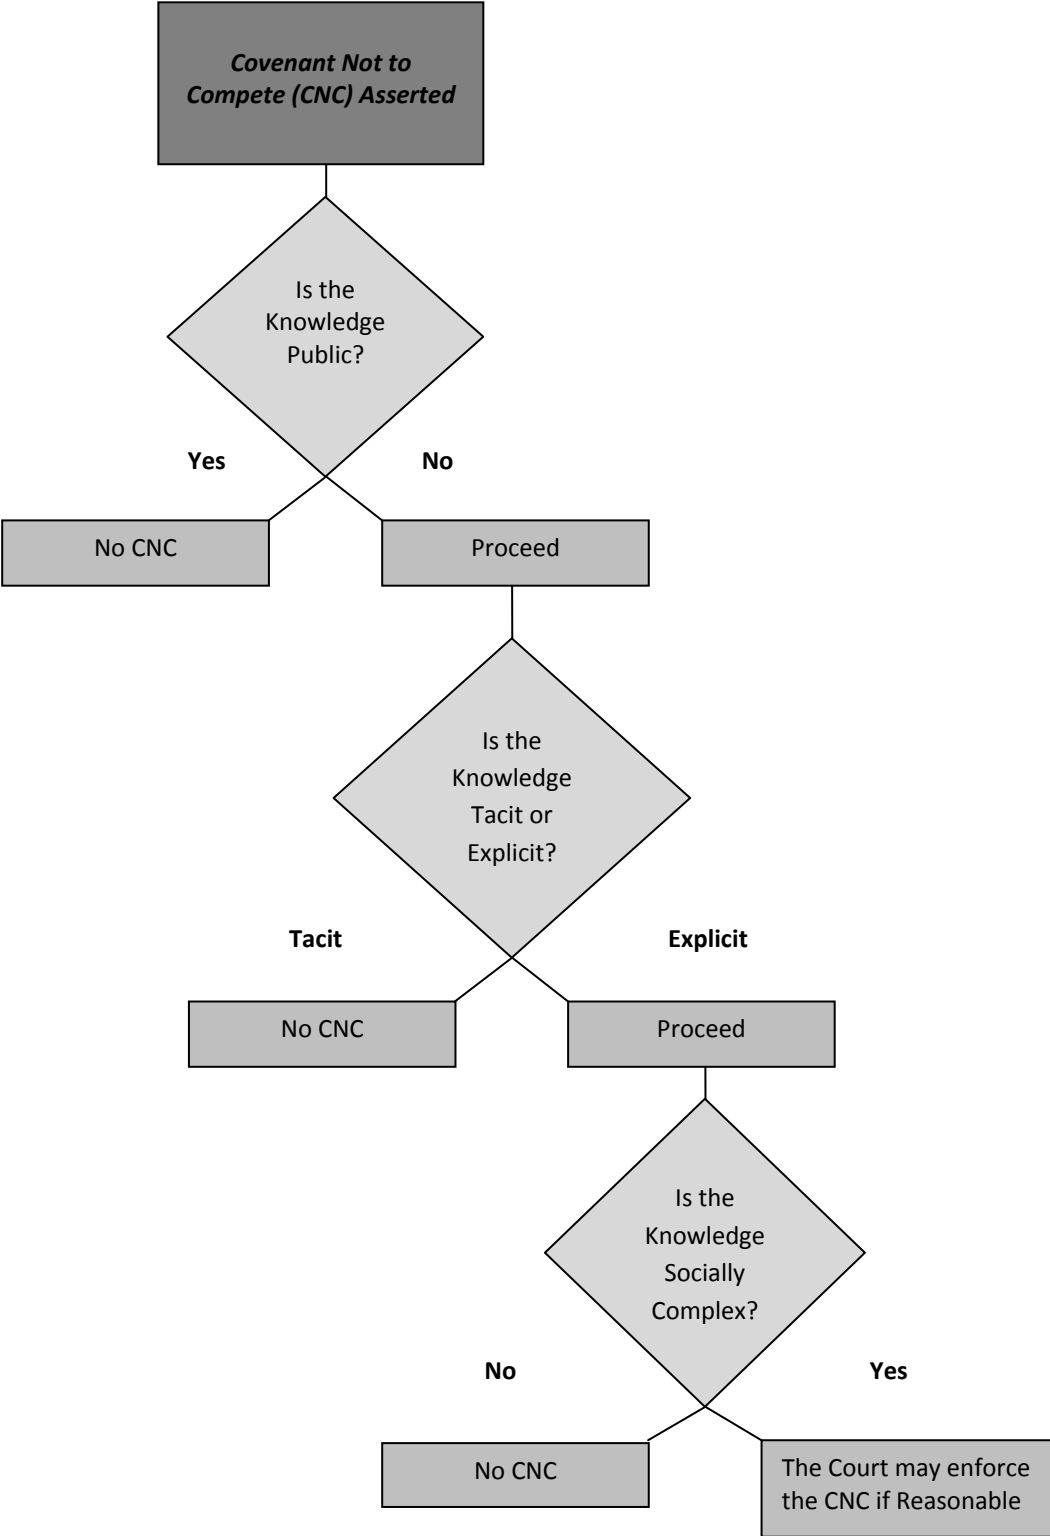 Covenant Not to
Compete (CNC) Asserted
Is the
Knowledge
Public?
Yes
No
No CNC
Proceed
Is the
Knowledge
Tacit or
Explicit?
Tacit
Explicit
No CNC
Proceed
Is the
Knowledge
Socially
Complex?
No
Yes
No CNC
The Court may enforce
the CNC if Reasonable